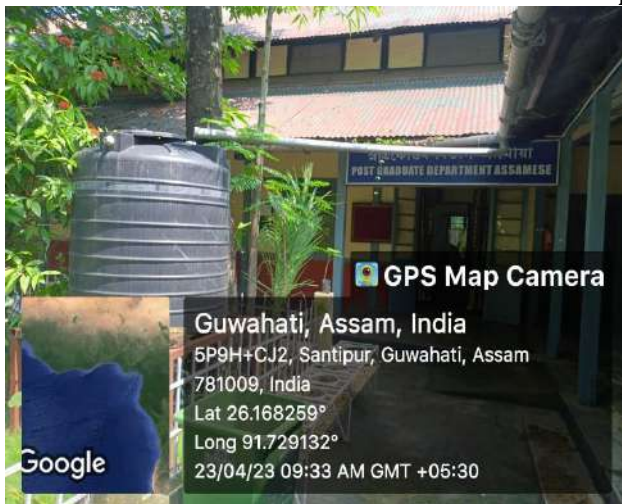 POST GRADUATE DEPARTMENT ASSAMESE
GPS Map Camera
Guwahati, Assam, India
5P9H+CJ2, Santipur, Guwahati, Assam
781009, India
Lat 26.168259°
Long 91.729132°
23/04/23 09:33 AM GMT +05:30
Google